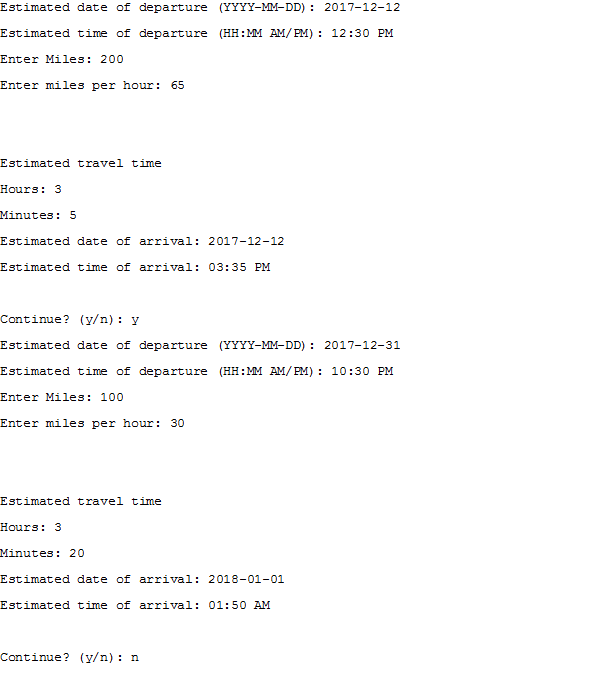 Estimated date of departure (YYYY-MM-DD): 2017-12-12
Estimated time of departure (HH:MM AM/PM): 12:30 PM
Enter Miles: 200
Enter miles per hour: 65
Estimated travel time
Hours: 3
Minutes: 5
Estimated date of arrival: 2017-12-12
Estimated time of arrival: 03:35 PM
Continue? (y/n): y
Estimated date of departure (YYYY-MM-DD): 2017-12-31
Estimated time of departure (HH:MM AM/PM): 10:30 PM
Enter Miles: 100
Enter miles per hour: 30
Estimated travel time
Hours: 3
Minutes: 20
Estimated date of arrival: 2018-01-01
Estimated time of arrival: 01:50 AM
Continue? (y/n): n